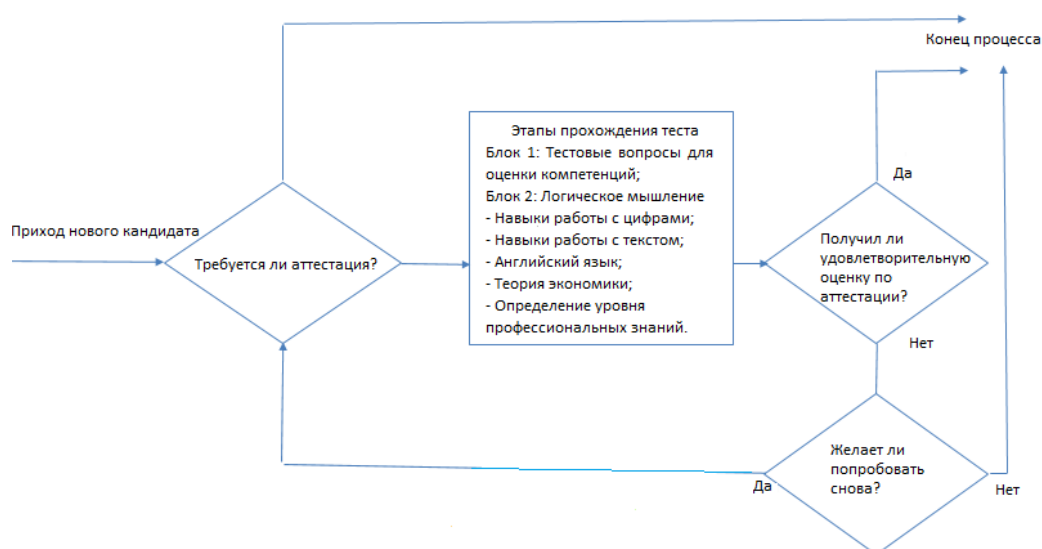 Конец процесса
Этапы прохождения теста
Блок 1: Тестовые вопросы для
оценки компетенций;
Блок 2: Логическое мышление
- Навыки работы с цифрами;
- Навыки работы с текстом;
- Английский язык;
- Теория экономики;
- Определение уровня
профессиональных знаний.
Приход нового кандидата
Требуется ли аттестация?
Да
Получил ли
удовлетворительную
оценку по
аттестации?
Нет
Желает ли
попробовать
снова?
Да
Нет